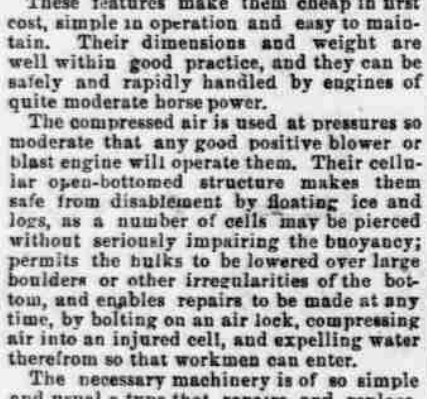 These features make them cheap in first
cost, simple in operation and easy to main-
tain. Their dimensions and weight are
well within good practice, and they can be
safely and rapidly handled by engines of
quite moderate horse power.
The compressed air is used at pressures so
moderate that any good positive blower or
blast engine will operate them. Their cellu-
lar open-bottomed structure makes them
safe from disablement by floating ice and
logs, as a number of cells may be pierced
without seriously impairing the buoyancy;
permits the hulks to be lowered over large
boulders or other irregularities of the bot-
tom, and enables repairs to be made at any
time, by bolting on an air lock, compressing
air into an injured cell, and expelling water
therefrom so that workmen can enter.
The necessary machinery is of so simple
and usual a type that repairs and